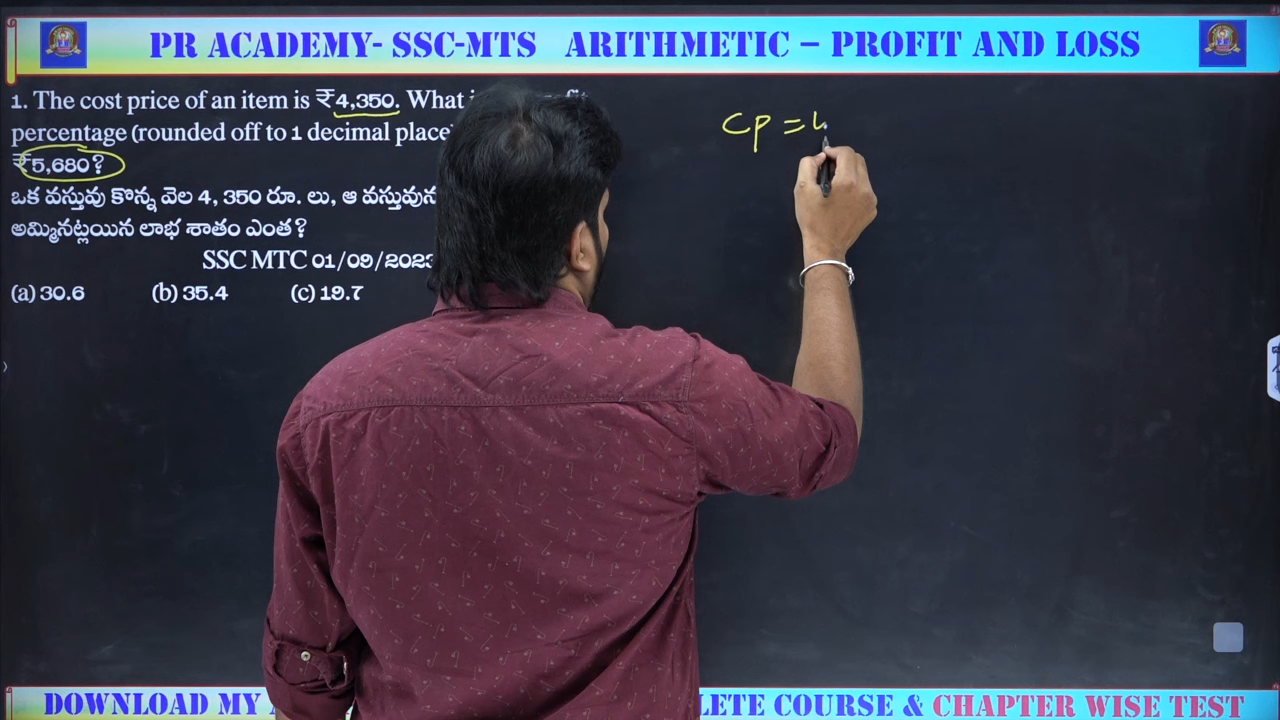 PR ACADEMY- SSC-MTS ARITHMETIC – PROFIT AND LOSS
1. The cost price of an item is ₹4,350. What
percentage (rounded off to 1 decimal place
₹5,680?
ఒక వస్తువు కొన్న వెల 4, 350 రూ. లు, ఆ
అమ్మినట్లయిన లాభ శాతం ఎంత?
SSC MTC 01/09/2023
(a) 30.6 (b) 35.4 (c) 19.7
CP = 4
DOWNLOAD MY COURSE & CHAPTER WISE TEST